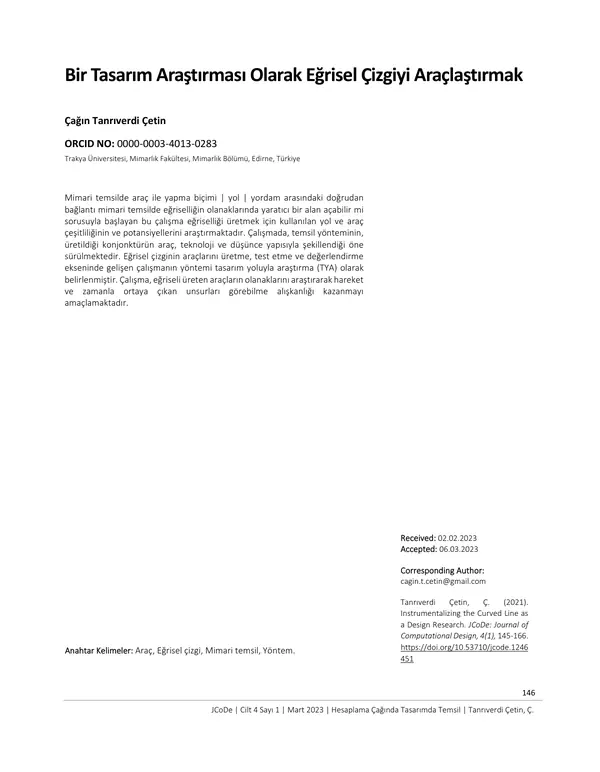 Bir Tasarım Araştırması Olarak Eğrisel Çizgiyi Araçlaştırmak
Çağın Tanrıverdi Çetin
ORCID NO: 0000-0003-4013-0283
Trakya Üniversitesi, Mimarlık Fakültesi, Mimarlık Bölümü, Edirne, Türkiye
Mimari temsilde araç ile yapma biçimi | yol | yordam arasındaki doğrudan
bağlantı mimari temsilde eğriselliğin olanaklarında yaratıcı bir alan açabilir mi
sorusuyla başlayan bu çalışma eğriselliği üretmek için kullanılan yol ve araç
çeşitliliğinin ve potansiyellerini araştırmaktadır. Çalışmada, temsil yönteminin,
üretildiği konjonktürün araç, teknoloji ve düşünce yapısıyla şekillendiği öne
sürülmektedir. Eğrisel çizginin araçlarını üretme, test etme ve değerlendirme
ekseninde gelişen çalışmanın yöntemi tasarım yoluyla araştırma (TYA) olarak
belirlenmiştir. Çalışma, eğriseli üreten araçların olanaklarını araştırarak hareket
ve zamanla ortaya çıkan unsurları görebilme alışkanlığı kazanmayı
amaçlamaktadır.
Received: 02.02.2023
Accepted: 06.03.2023
Corresponding Author:
cagin.t.cetin@gmail.com
Tanrıverdi Çetin, Ç. (2021).
Instrumentalizing the Curved Line as
a Design Research. JCoDe: Journal of
Computational Design, 4(1), 145-166.
https://doi.org/10.53710/jcode.1246
451
Anahtar Kelimeler: Araç, Eğrisel çizgi, Mimari temsil, Yöntem.
146
JCoDe | Cilt 4 Sayı 1 | Mart 2023 | Hesaplama Çağında Tasarımda Temsil | Tanrıverdi Çetin, Ç.